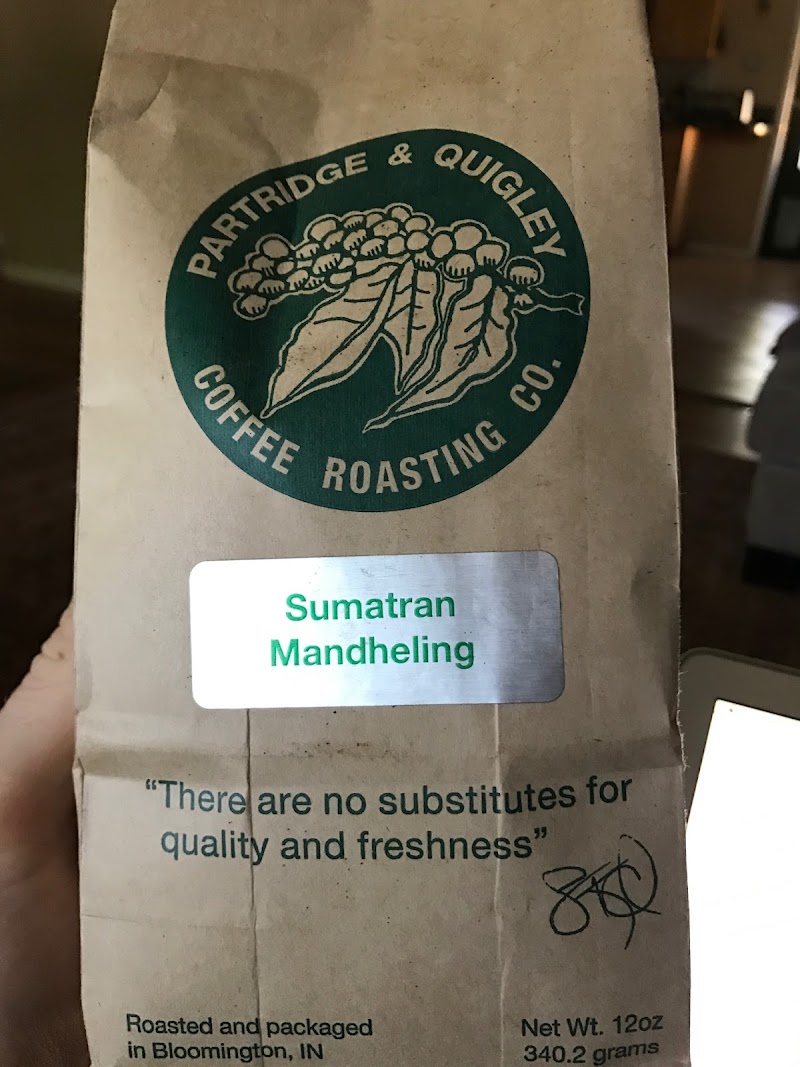 PARTRIDGE & QUIGLEY
COFFEE ROASTING CO.
Sumatran
Mandheling
“There are no substitutes for
quality and freshness”
Roasted and packaged
in Bloomington, IN
Net Wt. 12oz
340.2 grams